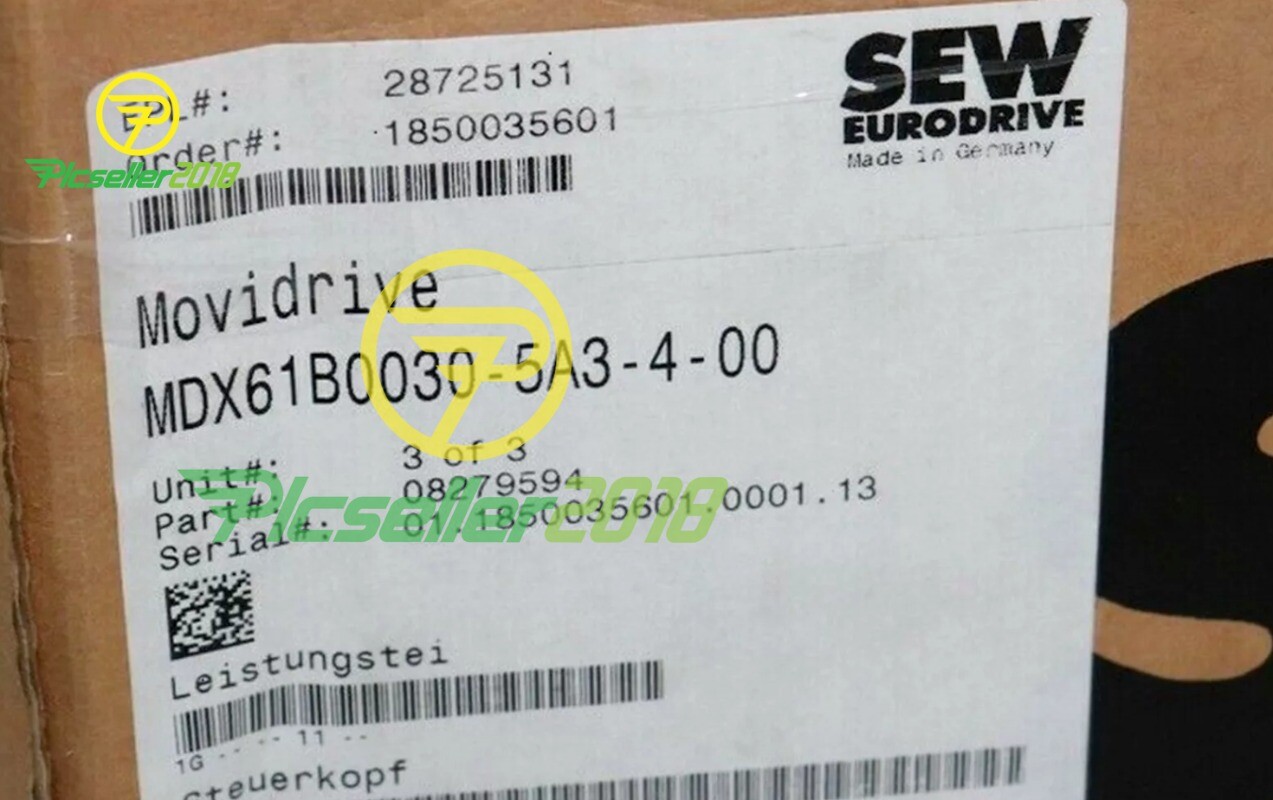 SEW
EURODRIVE
Made in Germany
EPL#: 28725131
Order#: 1850035601
Plcseller2018
Movidrive
MDX61B0030-5A3-4-00
Unit#: 3 of 3
Part#: 08279594
Serial#: 01.1850035601.0001.13
Plcseller2018
Leistungstei
1G -- -- 11 --
Steuerkopf